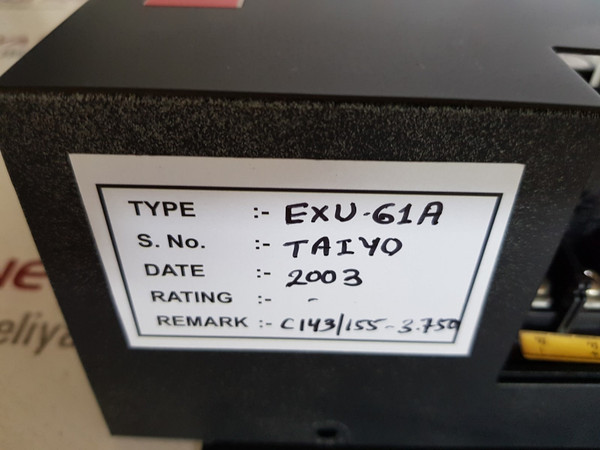 TYPE :- EXU-61A
S. No. :- TAIYO
DATE :- 2003
RATING :- -
REMARK :- C143/155-3.750